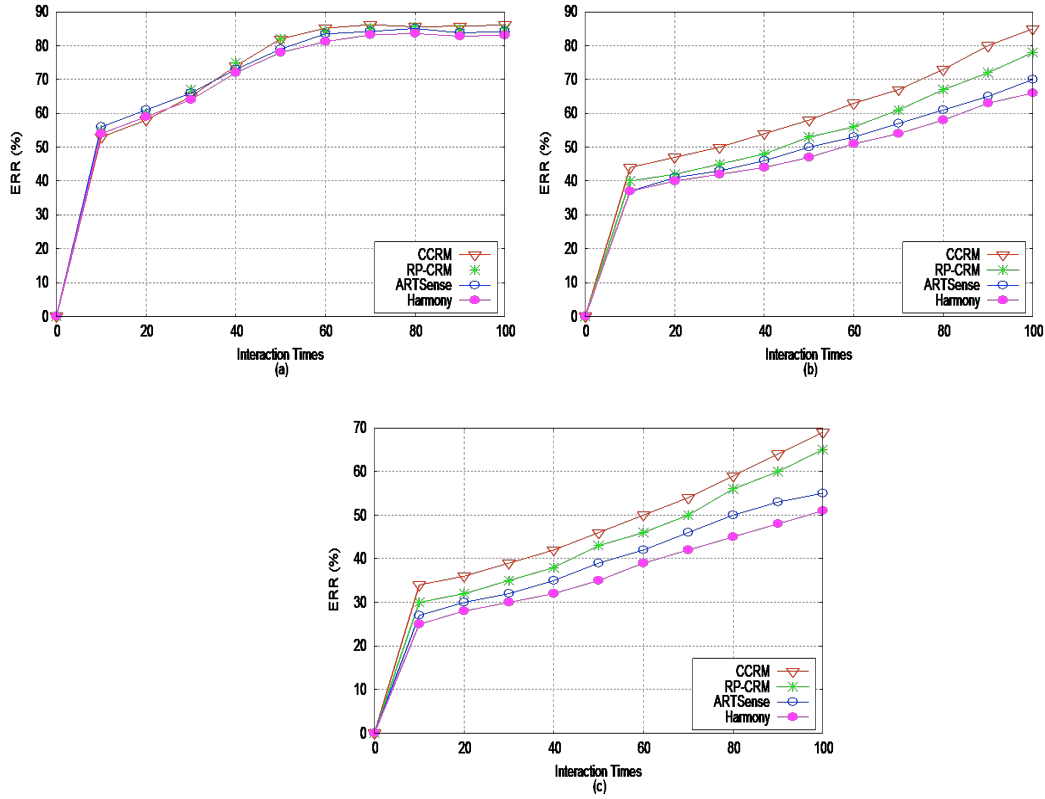 90
80
70
60
50
40
30
20
10
0
ERR (%)
CCRM
RP-CRM
ARTSense
Harmony
0 20 40 60 80 100
Interaction Times
(a)
90
80
70
60
50
40
30
20
10
0
ERR (%)
CCRM
RP-CRM
ARTSense
Harmony
0 20 40 60 80 100
Interaction Times
(b)
70
60
50
40
30
20
10
0
ERR (%)
CCRM
RP-CRM
ARTSense
Harmony
0 20 40 60 80 100
Interaction Times
(c)